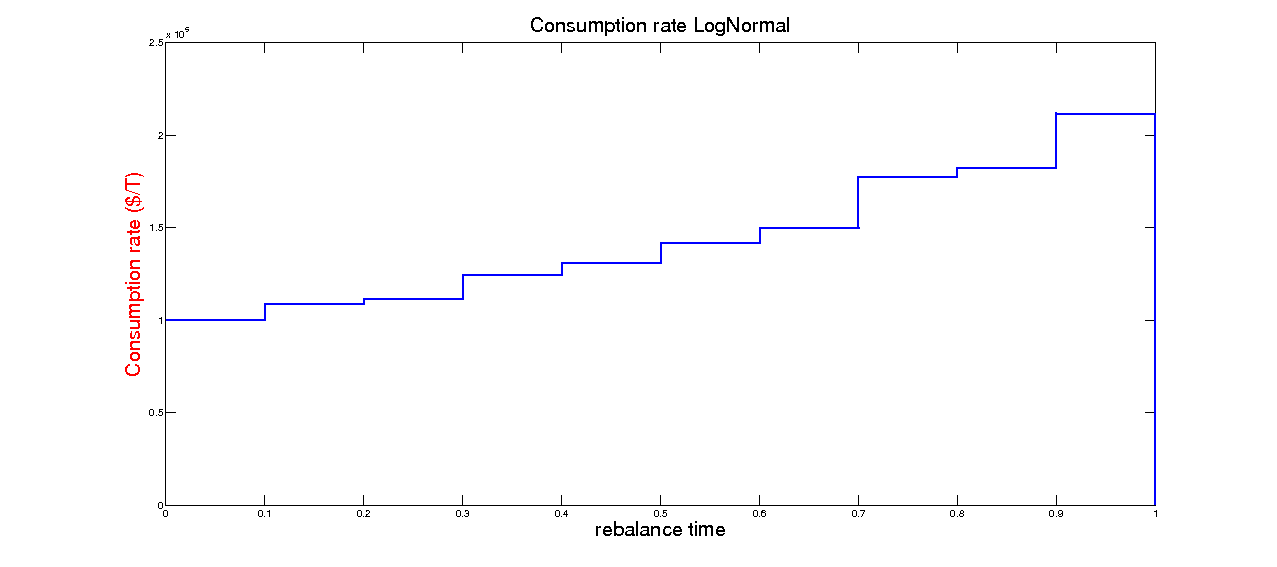 Consumption rate LogNormal
x 10^5
2.5
2
1.5
1
0.5
0
Consumption rate ($/T)
0 0.1 0.2 0.3 0.4 0.5 0.6 0.7 0.8 0.9 1
rebalance time